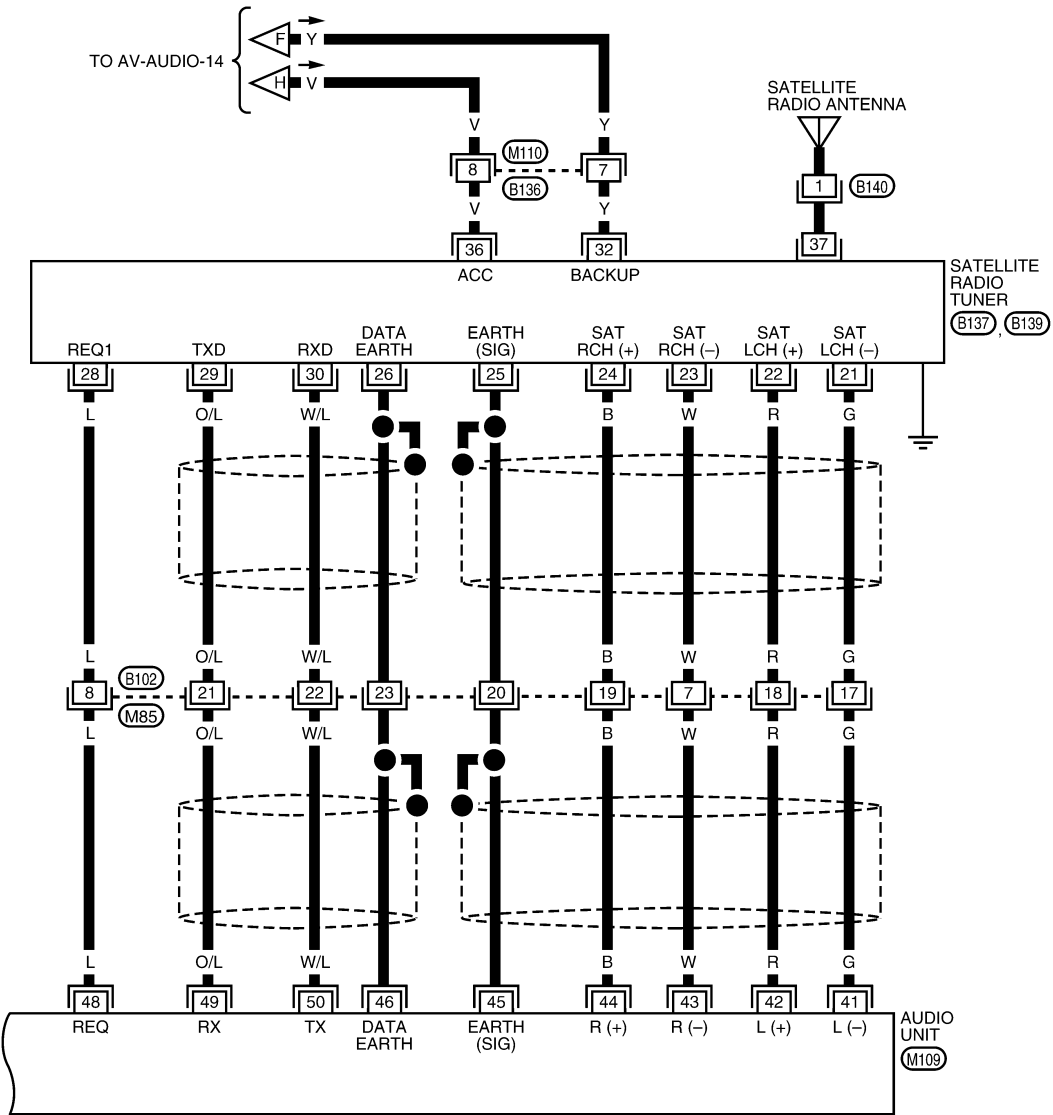 F Y
TO AV-AUDIO-14
H V
SATELLITE
RADIO ANTENNA
V Y
M110
8 7
B136
1 B140
V Y
36 32 37
ACC BACKUP
SATELLITE
RADIO
TUNER
B137 , B139
REQ1 TXD RXD DATA EARTH EARTH (SIG) SAT RCH (+) SAT RCH (–) SAT LCH (+) SAT LCH (–)
28 29 30 26 25 24 23 22 21
L O/L W/L B W R G
L O/L W/L B W R G
B102
8 21 22 23 20 19 7 18 17
M85
L O/L W/L B W R G
L O/L W/L B W R G
48 49 50 46 45 44 43 42 41
REQ RX TX DATA EARTH EARTH (SIG) R (+) R (–) L (+) L (–)
AUDIO
UNIT
M109